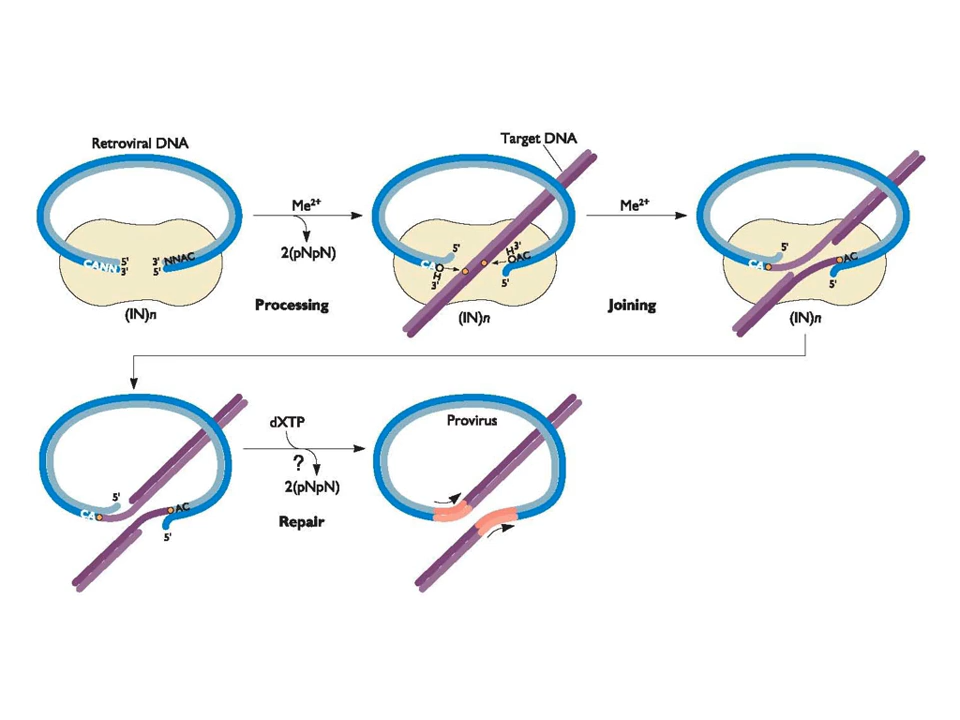 Retroviral DNA
CANN
5'
3'
3'
5'
NNAC
(IN)n
Me2+
2(pNpN)
Processing
Target DNA
5'
CA
O
H
3'
H
3'
OAC
5'
(IN)n
Me2+
Joining
5'
CA
AC
5'
(IN)n
5'
CA
AC
5'
dXTP
?
2(pNpN)
Repair
Provirus